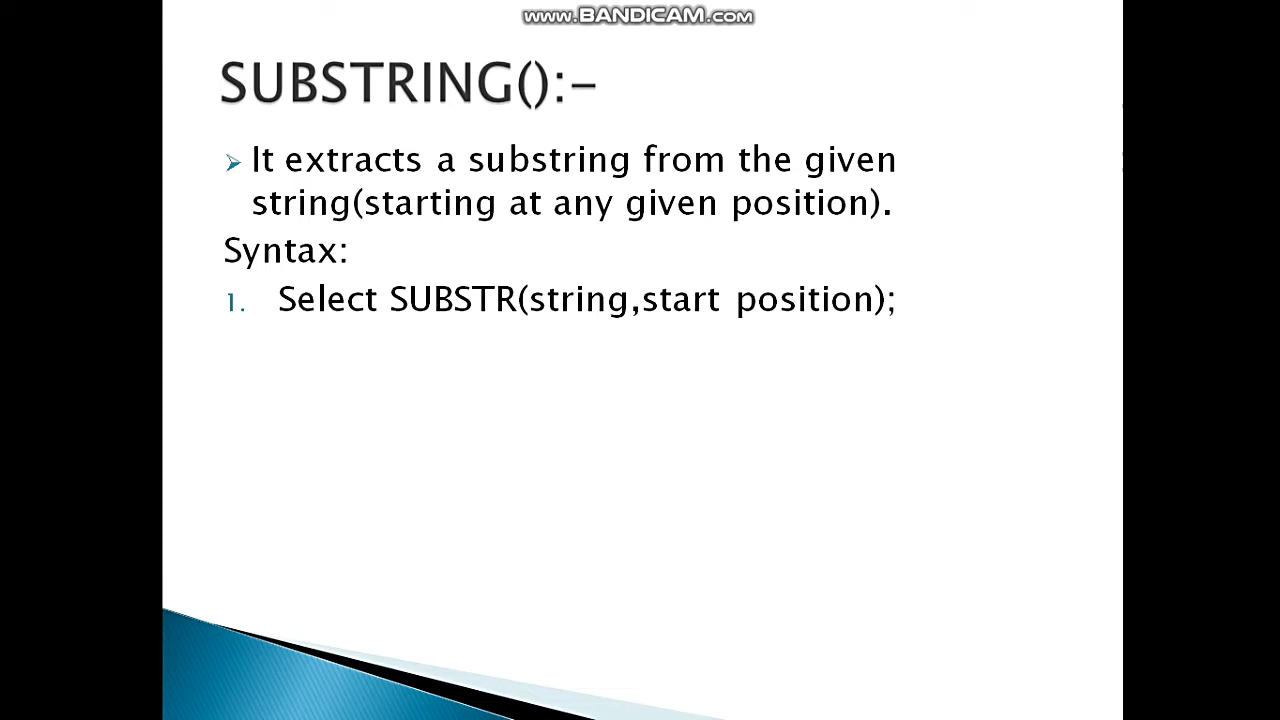 www.BANDICAM.com
SUBSTRING():-
It extracts a substring from the given
string(starting at any given position).
Syntax:
1. Select SUBSTR(string,start position);